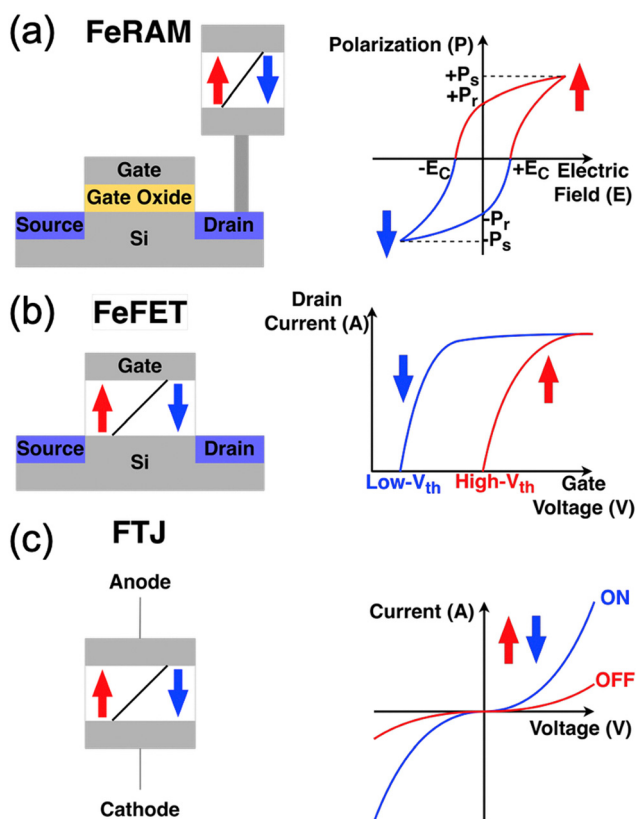 (a)
FeRAM
Gate
Gate Oxide
Source
Drain
Si
Polarization (P)
+Ps
+Pr
-EC
+EC
Electric
Field (E)
-Pr
-Ps
(b)
FeFET
Gate
Source
Drain
Si
Drain
Current (A)
Low-Vth
High-Vth
Gate
Voltage (V)
(c)
FTJ
Anode
Cathode
Current (A)
ON
OFF
Voltage (V)